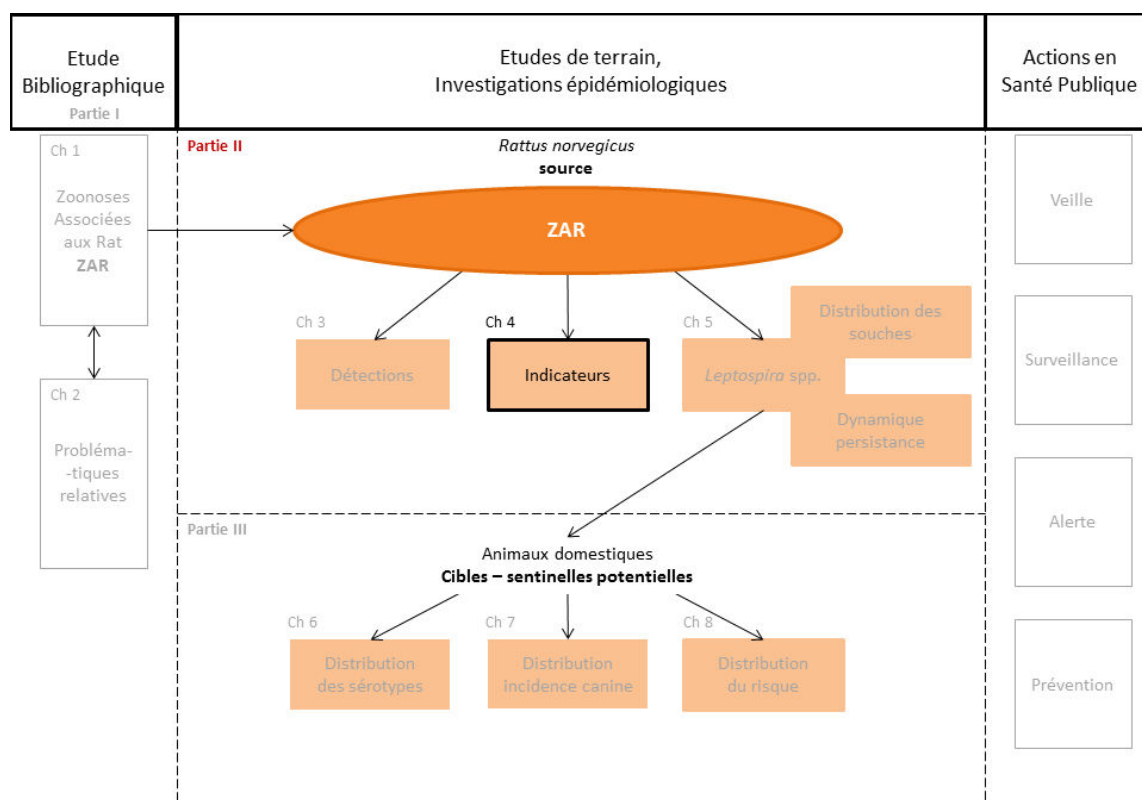 Etude
Bibliographique
Partie I
Etudes de terrain,
Investigations épidémiologiques
Actions en
Santé Publique
Ch 1
Zoonoses
Associées
aux Rat
ZAR
Ch 2
Probléma-
-tiques
relatives
Partie II
Rattus norvegicus
source
ZAR
Ch 3
Détections
Ch 4
Indicateurs
Ch 5
Leptospira spp.
Distribution des
souches
Dynamique
persistance
Partie III
Animaux domestiques
Cibles – sentinelles potentielles
Ch 6
Distribution
des sérotypes
Ch 7
Distribution
incidence canine
Ch 8
Distribution
du risque
Veille
Surveillance
Alerte
Prévention